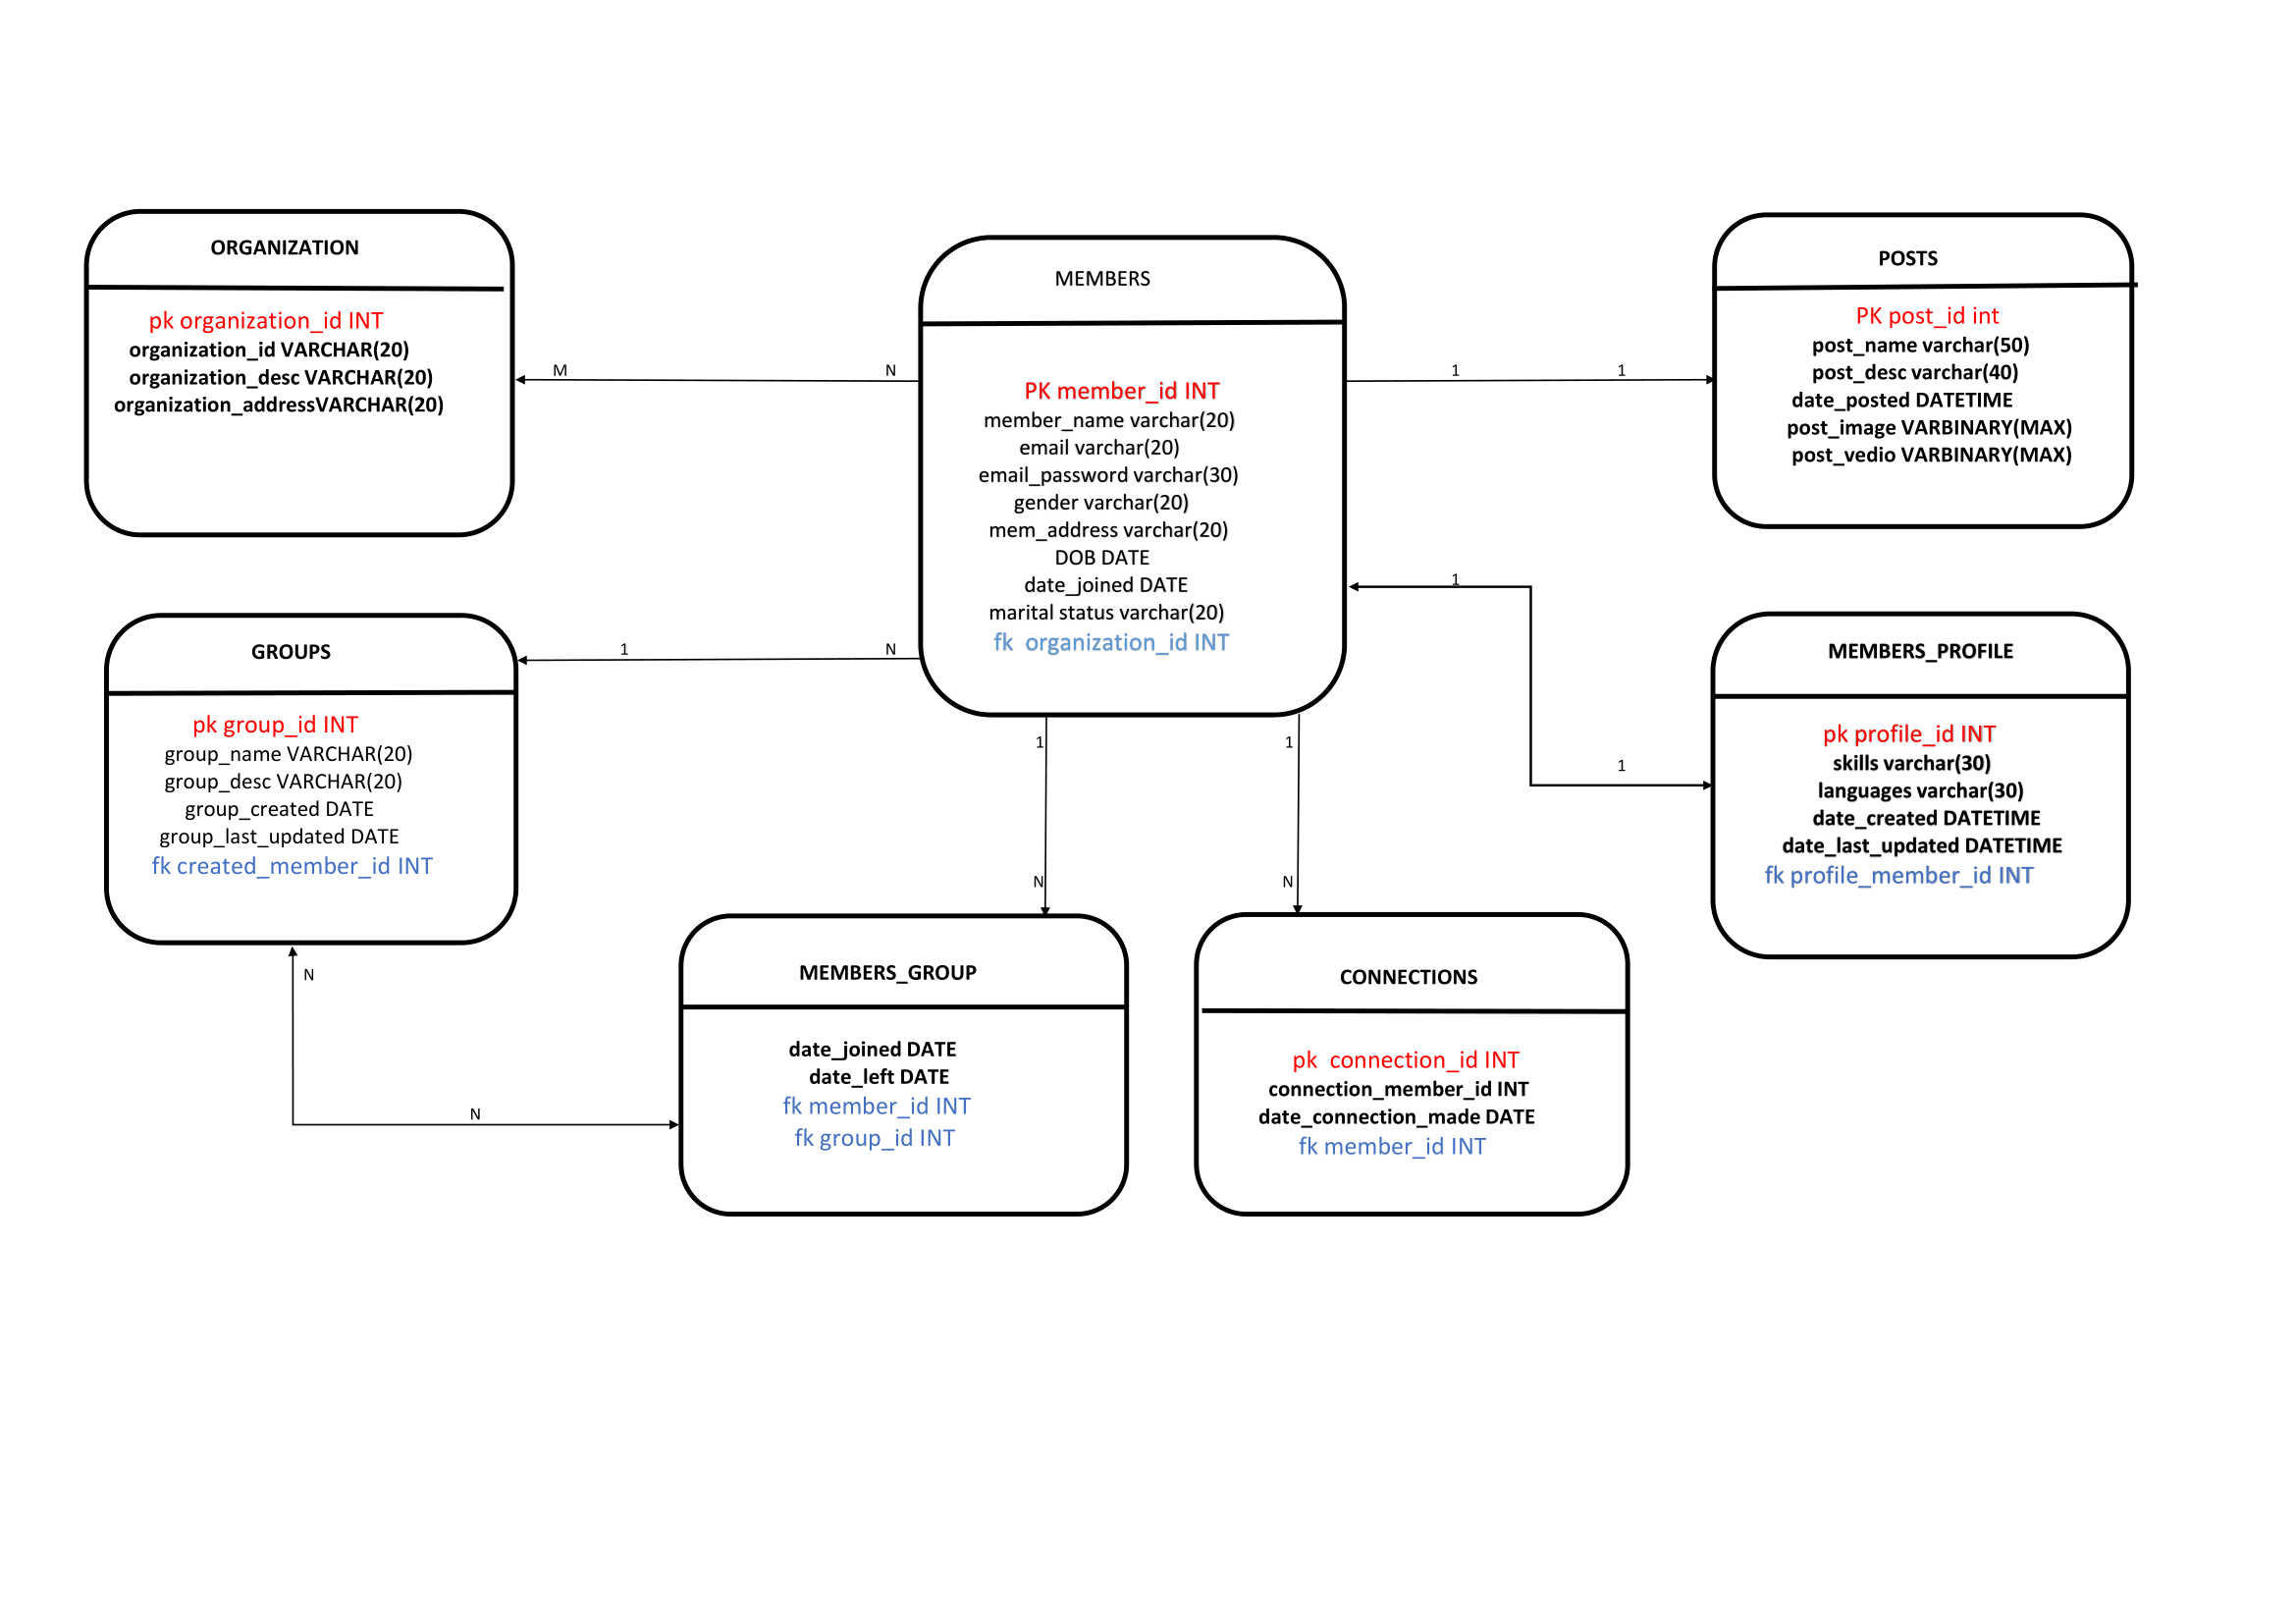 ORGANIZATION
pk organization_id INT
organization_id VARCHAR(20)
organization_desc VARCHAR(20)
organization_addressVARCHAR(20)
M
N
MEMBERS
PK member_id INT
member_name varchar(20)
email varchar(20)
email_password varchar(30)
gender varchar(20)
mem_address varchar(20)
DOB DATE
date_joined DATE
marital status varchar(20)
fk  organization_id INT
1
1
POSTS
PK post_id int
post_name varchar(50)
post_desc varchar(40)
date_posted DATETIME
post_image VARBINARY(MAX)
post_vedio VARBINARY(MAX)
1
1
GROUPS
pk group_id INT
group_name VARCHAR(20)
group_desc VARCHAR(20)
group_created DATE
group_last_updated DATE
fk created_member_id INT
1
N
MEMBERS_PROFILE
pk profile_id INT
skills varchar(30)
languages varchar(30)
date_created DATETIME
date_last_updated DATETIME
fk profile_member_id INT
1
N
1
N
N
N
MEMBERS_GROUP
date_joined DATE
date_left DATE
fk member_id INT
fk group_id INT
CONNECTIONS
pk  connection_id INT
connection_member_id INT
date_connection_made DATE
fk member_id INT